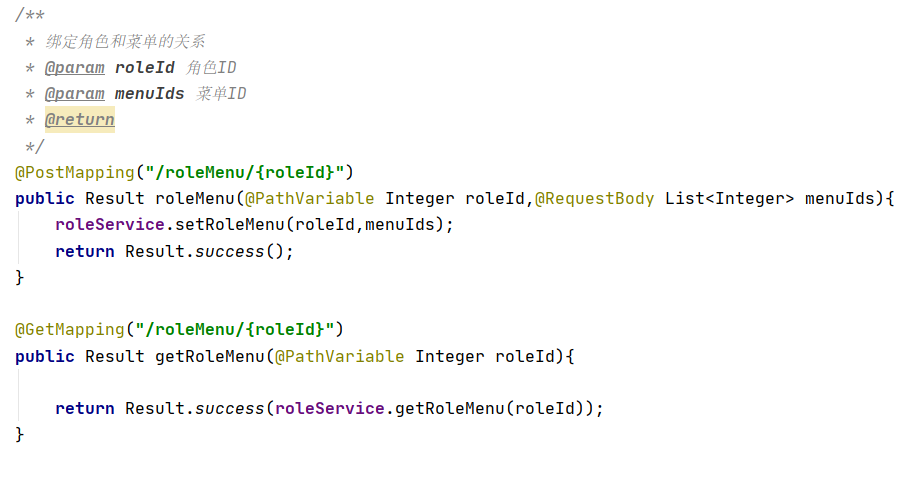 /**
 * 绑定角色和菜单的关系
 * @param roleId 角色ID
 * @param menuIds 菜单ID
 * @return
 */
@PostMapping("/roleMenu/{roleId}")
public Result roleMenu(@PathVariable Integer roleId,@RequestBody List<Integer> menuIds){
    roleService.setRoleMenu(roleId,menuIds);
    return Result.success();
}
@GetMapping("/roleMenu/{roleId}")
public Result getRoleMenu(@PathVariable Integer roleId){
    return Result.success(roleService.getRoleMenu(roleId));
}